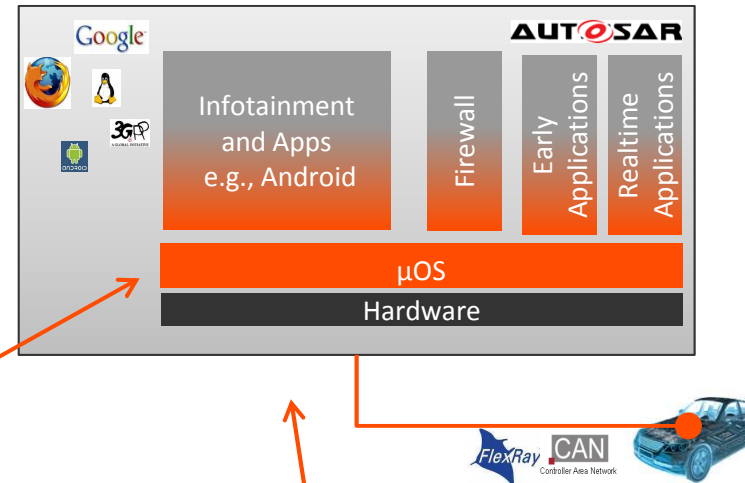 Google
AUTOSAR
3GPP
A GLOBAL INITIATIVE
ANDROID
Infotainment
and Apps
e.g., Android
Firewall
Early
Applications
Realtime
Applications
µOS
Hardware
FlexRay
CAN
Controller Area Network